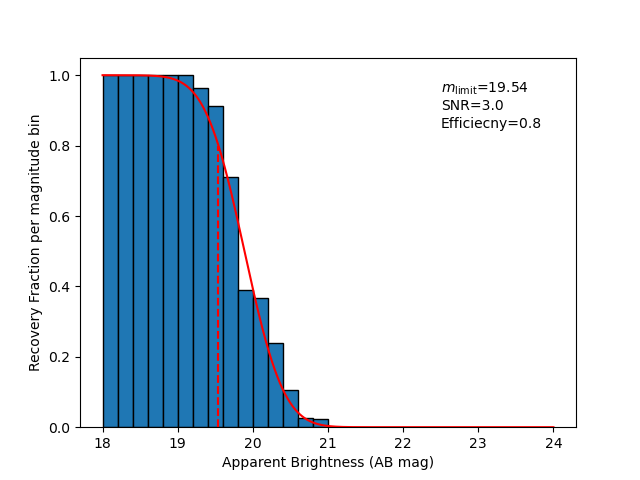 m_limit=19.54
SNR=3.0
Efficiecny=0.8
Recovery Fraction per magnitude bin
1.0
0.8
0.6
0.4
0.2
0.0
18 19 20 21 22 23 24
Apparent Brightness (AB mag)